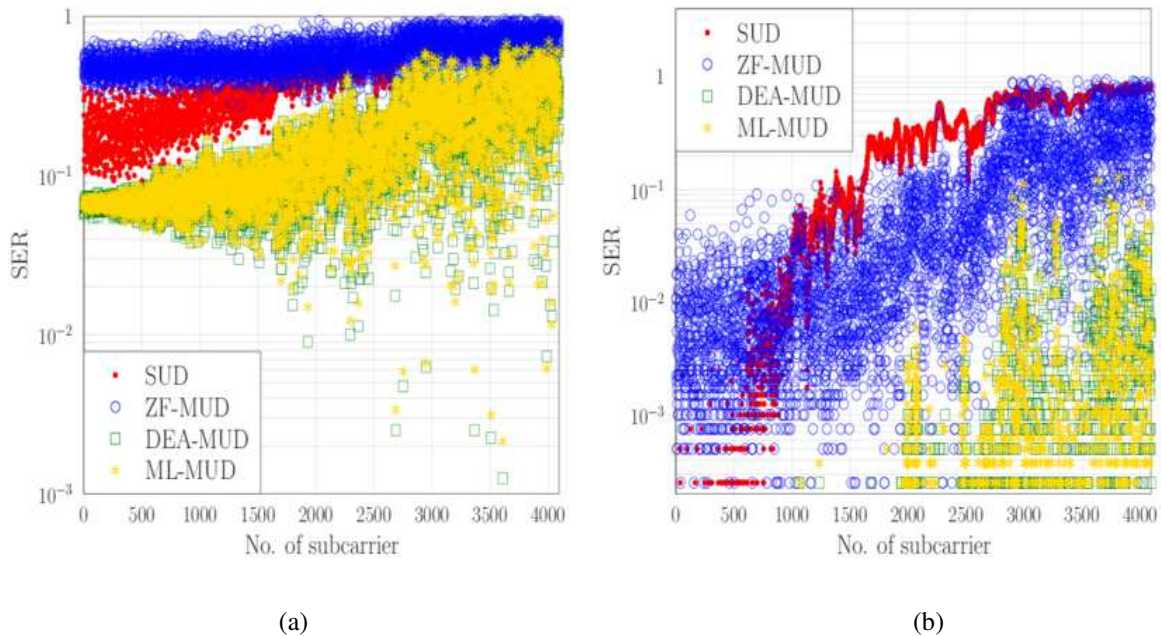 1
10⁻¹
10⁻²
10⁻³
SER
SUD
ZF-MUD
DEA-MUD
ML-MUD
0 500 1000 1500 2000 2500 3000 3500 4000
No. of subcarrier
(a)
SUD
ZF-MUD
DEA-MUD
ML-MUD
1
10⁻¹
10⁻²
10⁻³
SER
0 500 1000 1500 2000 2500 3000 3500 4000
No. of subcarrier
(b)